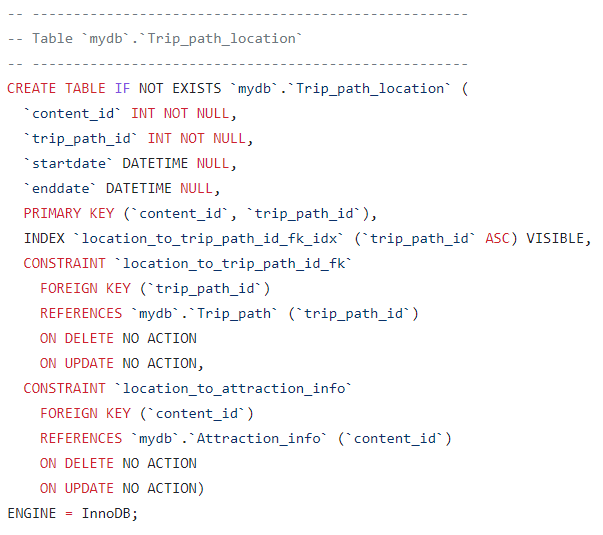 -- -----------------------------------------------------
-- Table `mydb`.`Trip_path_location`
-- -----------------------------------------------------
CREATE TABLE IF NOT EXISTS `mydb`.`Trip_path_location` (
  `content_id` INT NOT NULL,
  `trip_path_id` INT NOT NULL,
  `startdate` DATETIME NULL,
  `enddate` DATETIME NULL,
  PRIMARY KEY (`content_id`, `trip_path_id`),
  INDEX `location_to_trip_path_id_fk_idx` (`trip_path_id` ASC) VISIBLE,
  CONSTRAINT `location_to_trip_path_id_fk`
    FOREIGN KEY (`trip_path_id`)
    REFERENCES `mydb`.`Trip_path` (`trip_path_id`)
    ON DELETE NO ACTION
    ON UPDATE NO ACTION,
  CONSTRAINT `location_to_attraction_info`
    FOREIGN KEY (`content_id`)
    REFERENCES `mydb`.`Attraction_info` (`content_id`)
    ON DELETE NO ACTION
    ON UPDATE NO ACTION)
ENGINE = InnoDB;